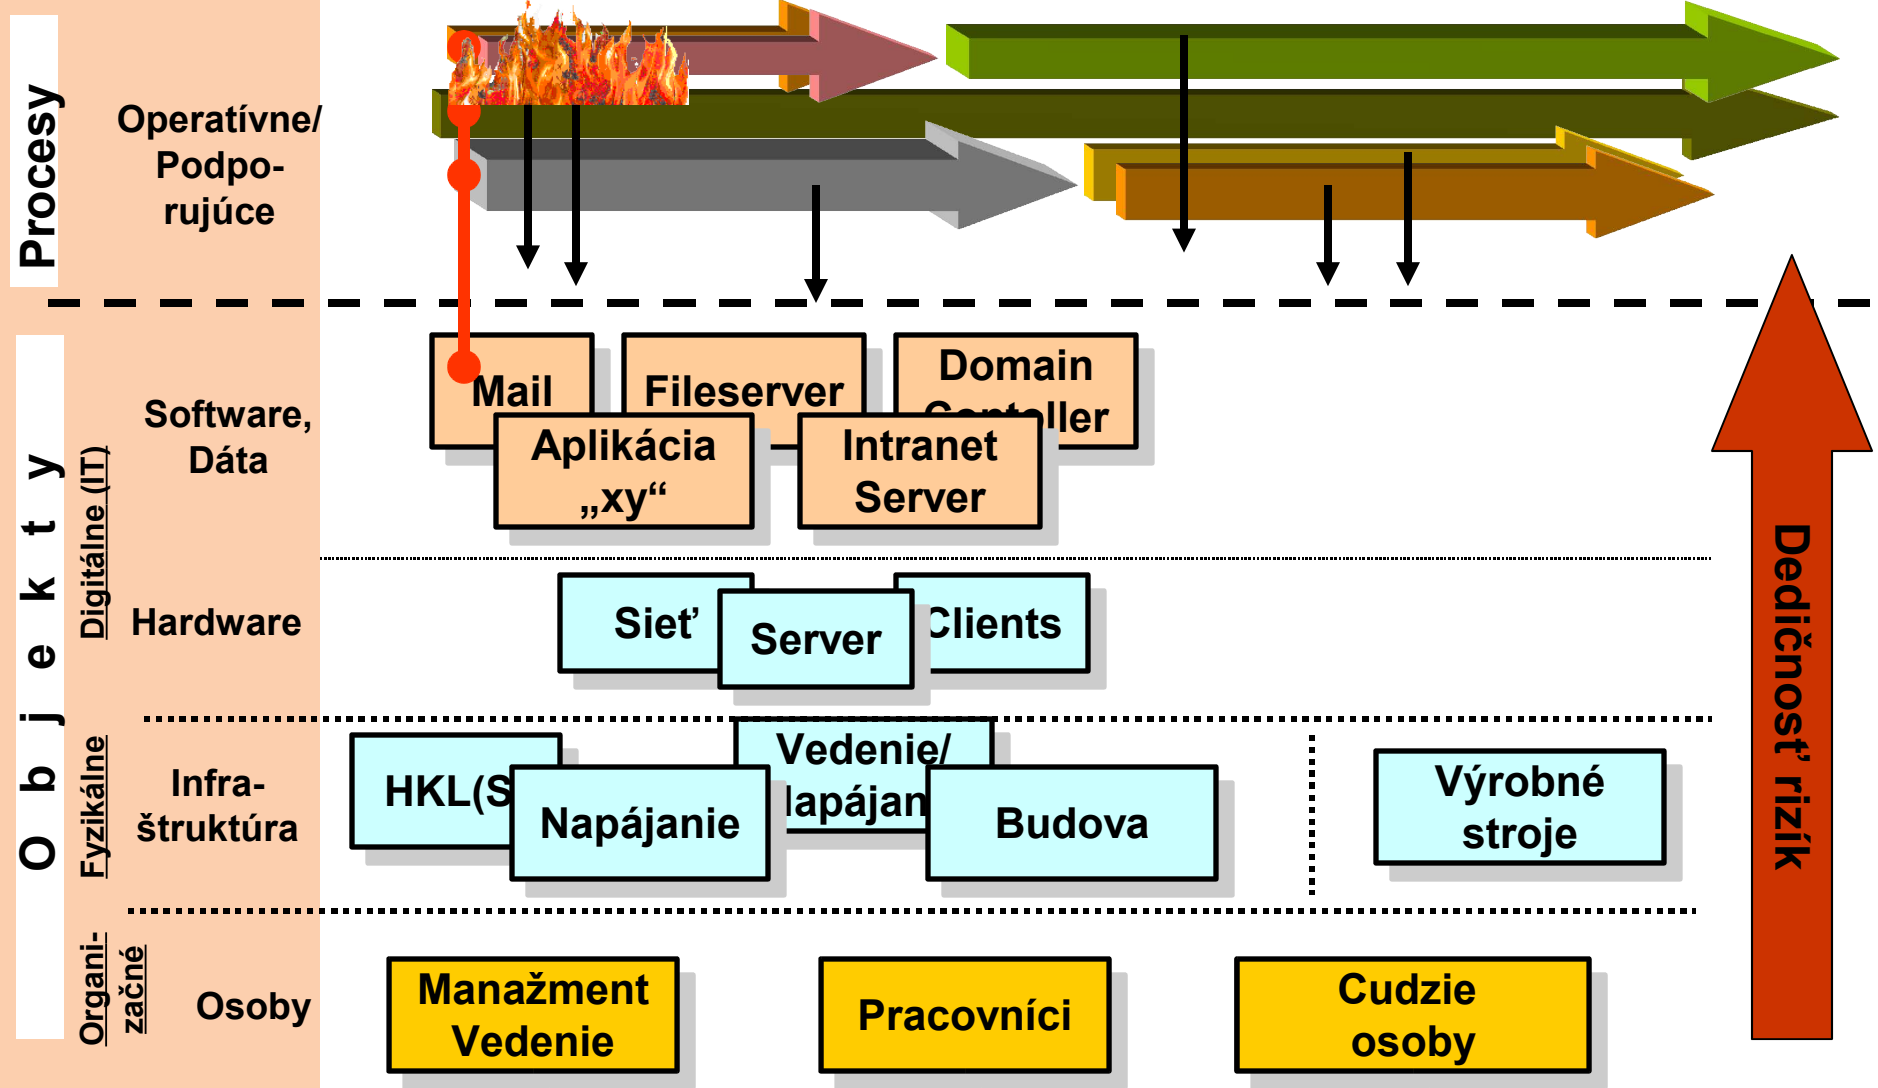 Procesy
Operatívne/
Podpo-
rujúce
Objekty
Digitálne (IT)
Software,
Dáta
Mail
Fileserver
Domain
Aplikácia
„xy“
Intranet
Server
Hardware
Sieť
Server
Clients
Fyzikálne
Infra-
štruktúra
HKL(S
Napájanie
Vedenie/
Budova
Výrobné
stroje
Organi-
začné
Osoby
Manažment
Vedenie
Pracovníci
Cudzie
osoby
Dedičnosť rizík